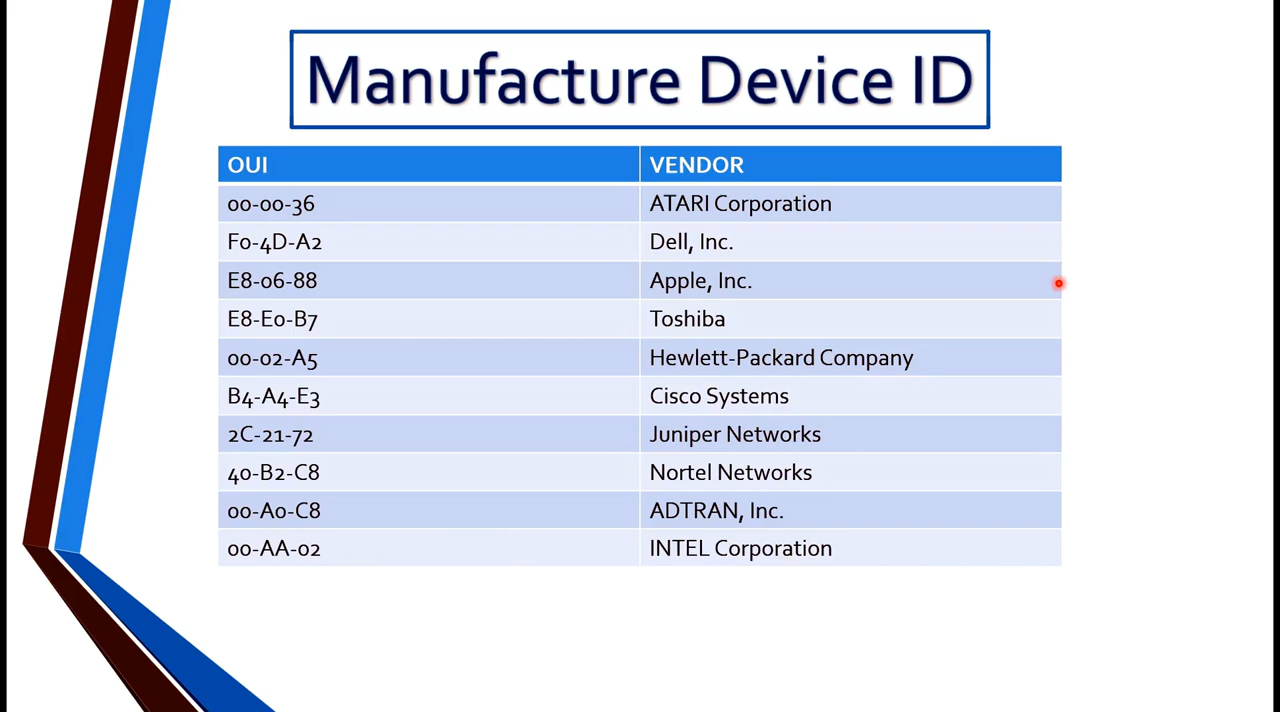 Manufacture Device ID
OUI VENDOR
00-00-36 ATARI Corporation
F0-4D-A2 Dell, Inc.
E8-06-88 Apple, Inc.
E8-E0-B7 Toshiba
00-02-A5 Hewlett-Packard Company
B4-A4-E3 Cisco Systems
2C-21-72 Juniper Networks
40-B2-C8 Nortel Networks
00-A0-C8 ADTRAN, Inc.
00-AA-02 INTEL Corporation